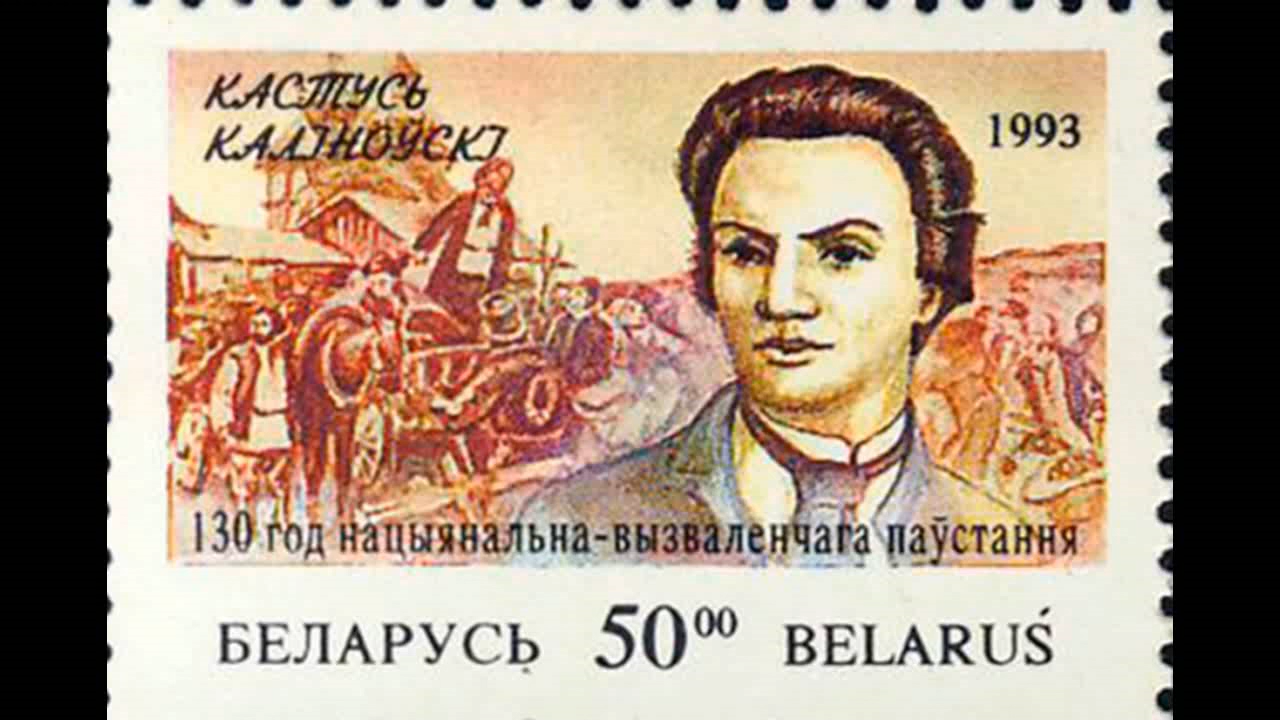 КАСТУСЬ
КАЛІНОЎСКІ
1993
130 год нацыянальна-вызваленчага паўстання
БЕЛАРУСЬ 50⁰⁰ BELARUŚ